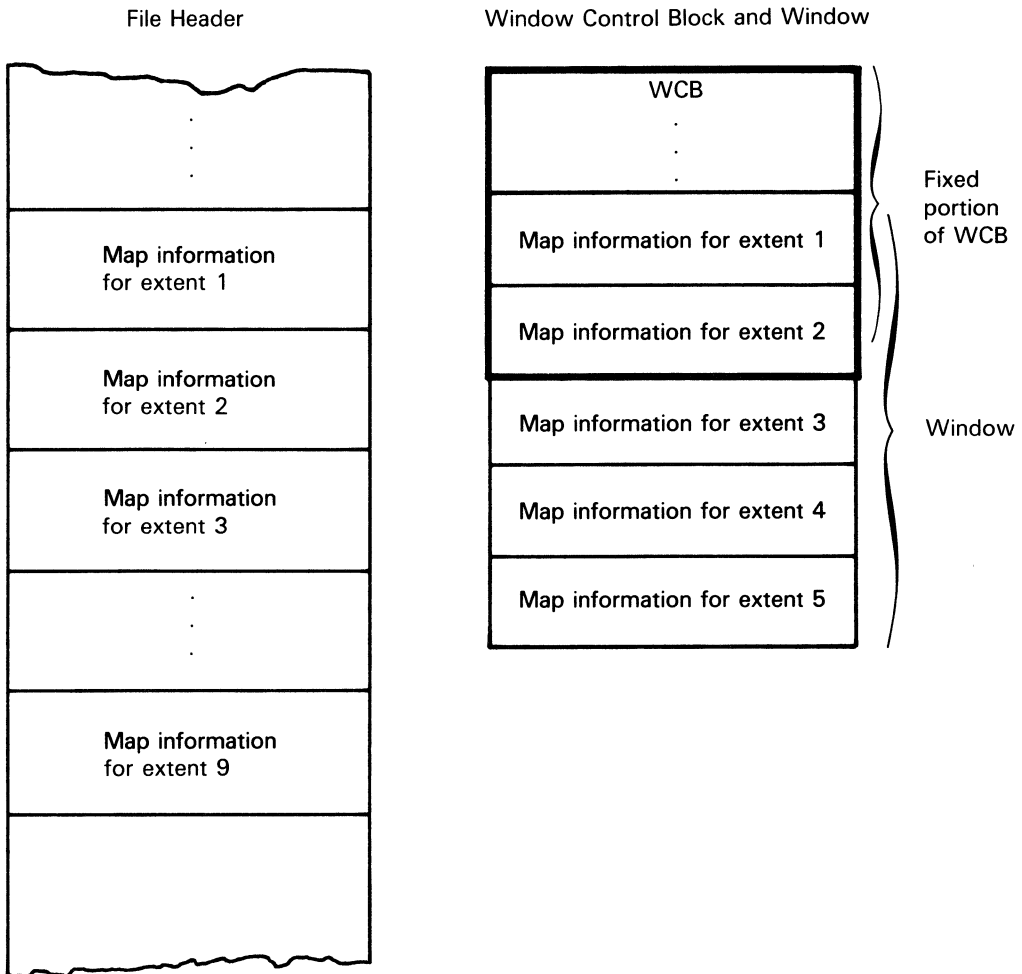 File Header
Window Control Block and Window
Map information
for extent 1
Map information
for extent 2
Map information
for extent 3
Map information
for extent 9
WCB
Map information for extent 1
Map information for extent 2
Map information for extent 3
Map information for extent 4
Map information for extent 5
Fixed
portion
of WCB
Window